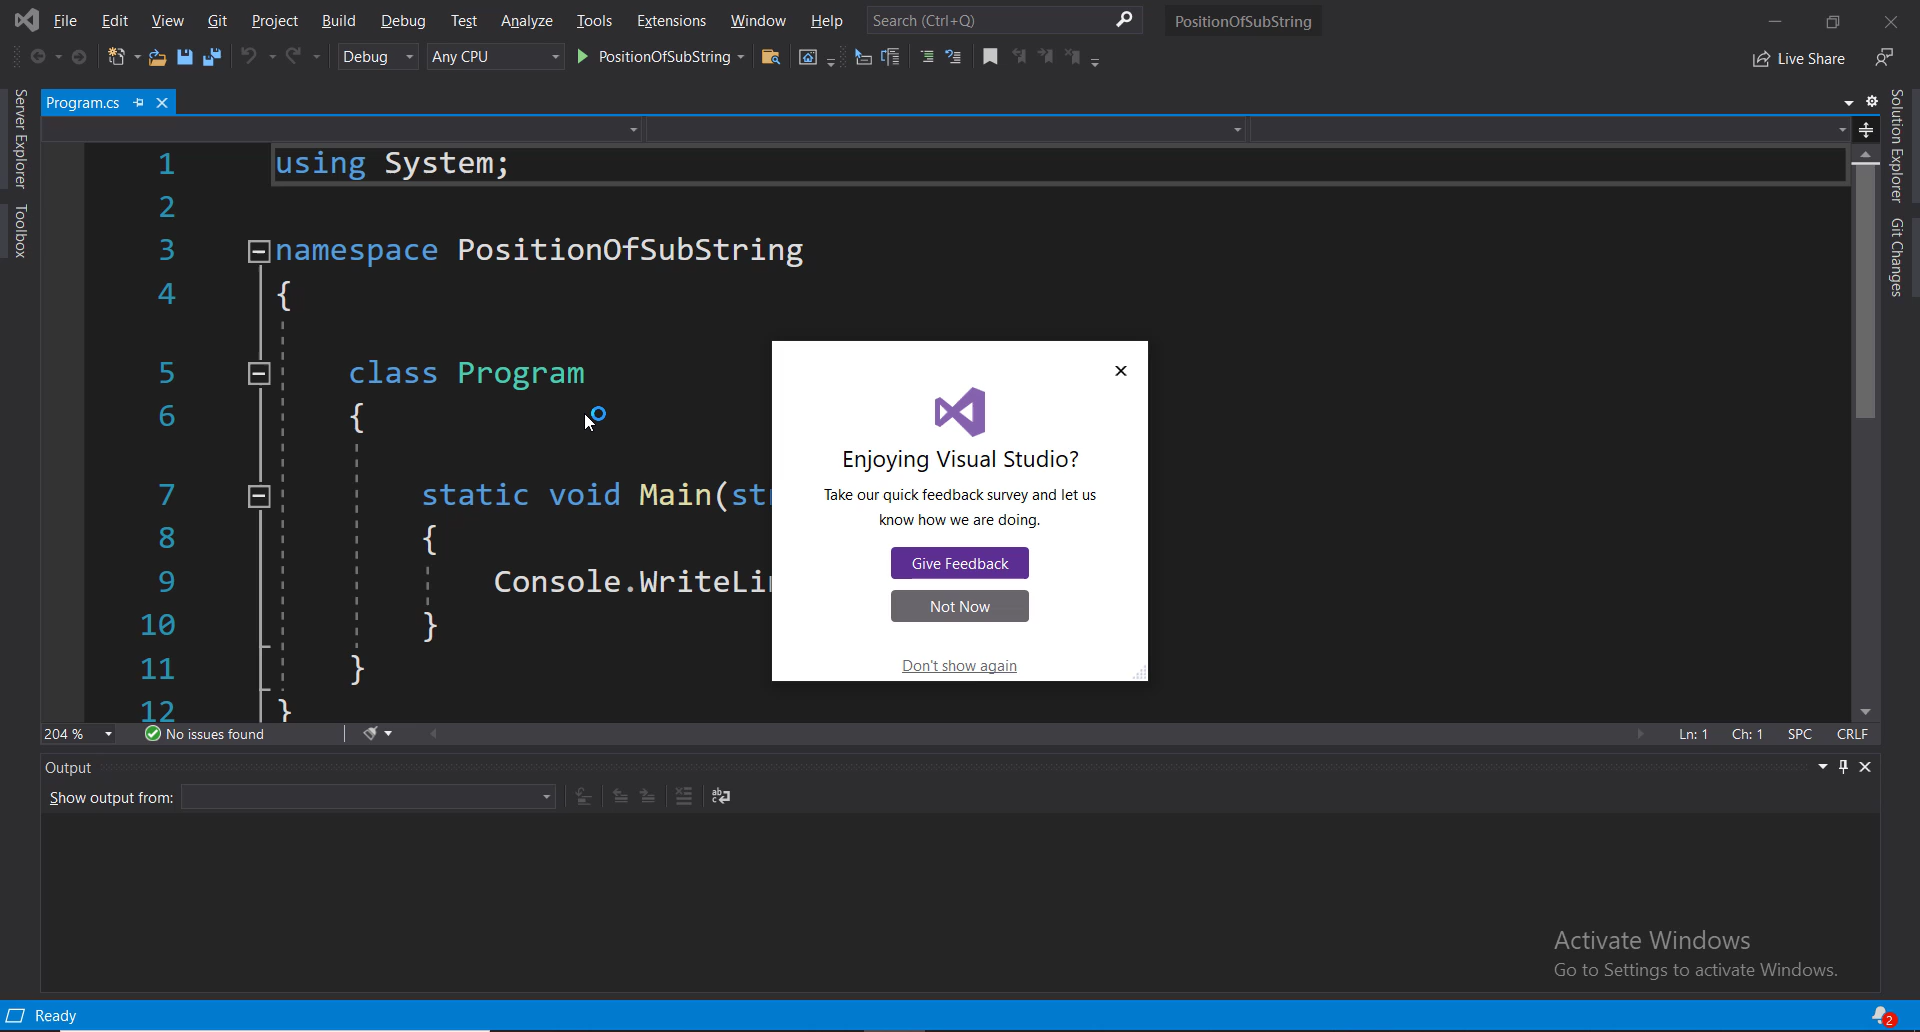 File Edit View Git Project Build Debug Test Analyze Tools Extensions Window Help Search (Ctrl+Q) PositionOfSubString
Debug Any CPU PositionOfSubString Live Share
Server Explorer
Toolbox
Solution Explorer
Git Changes
Program.cs
1 using System;
2
3 namespace PositionOfSubString
4 {
5 class Program
6 {
7 static void Main(str
8 {
9 Console.WriteLin
10 }
11 }
12 }
Enjoying Visual Studio?
Take our quick feedback survey and let us
know how we are doing.
Give Feedback
Not Now
Don't show again
204 % No issues found Ln: 1 Ch: 1 SPC CRLF
Output
Show output from:
Activate Windows
Go to Settings to activate Windows.
Ready 2